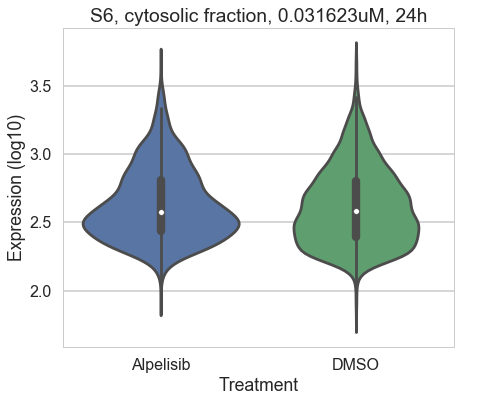 S6, cytosolic fraction, 0.031623uM, 24h
Expression (log10)
3.5
3.0
2.5
2.0
Alpelisib DMSO
Treatment